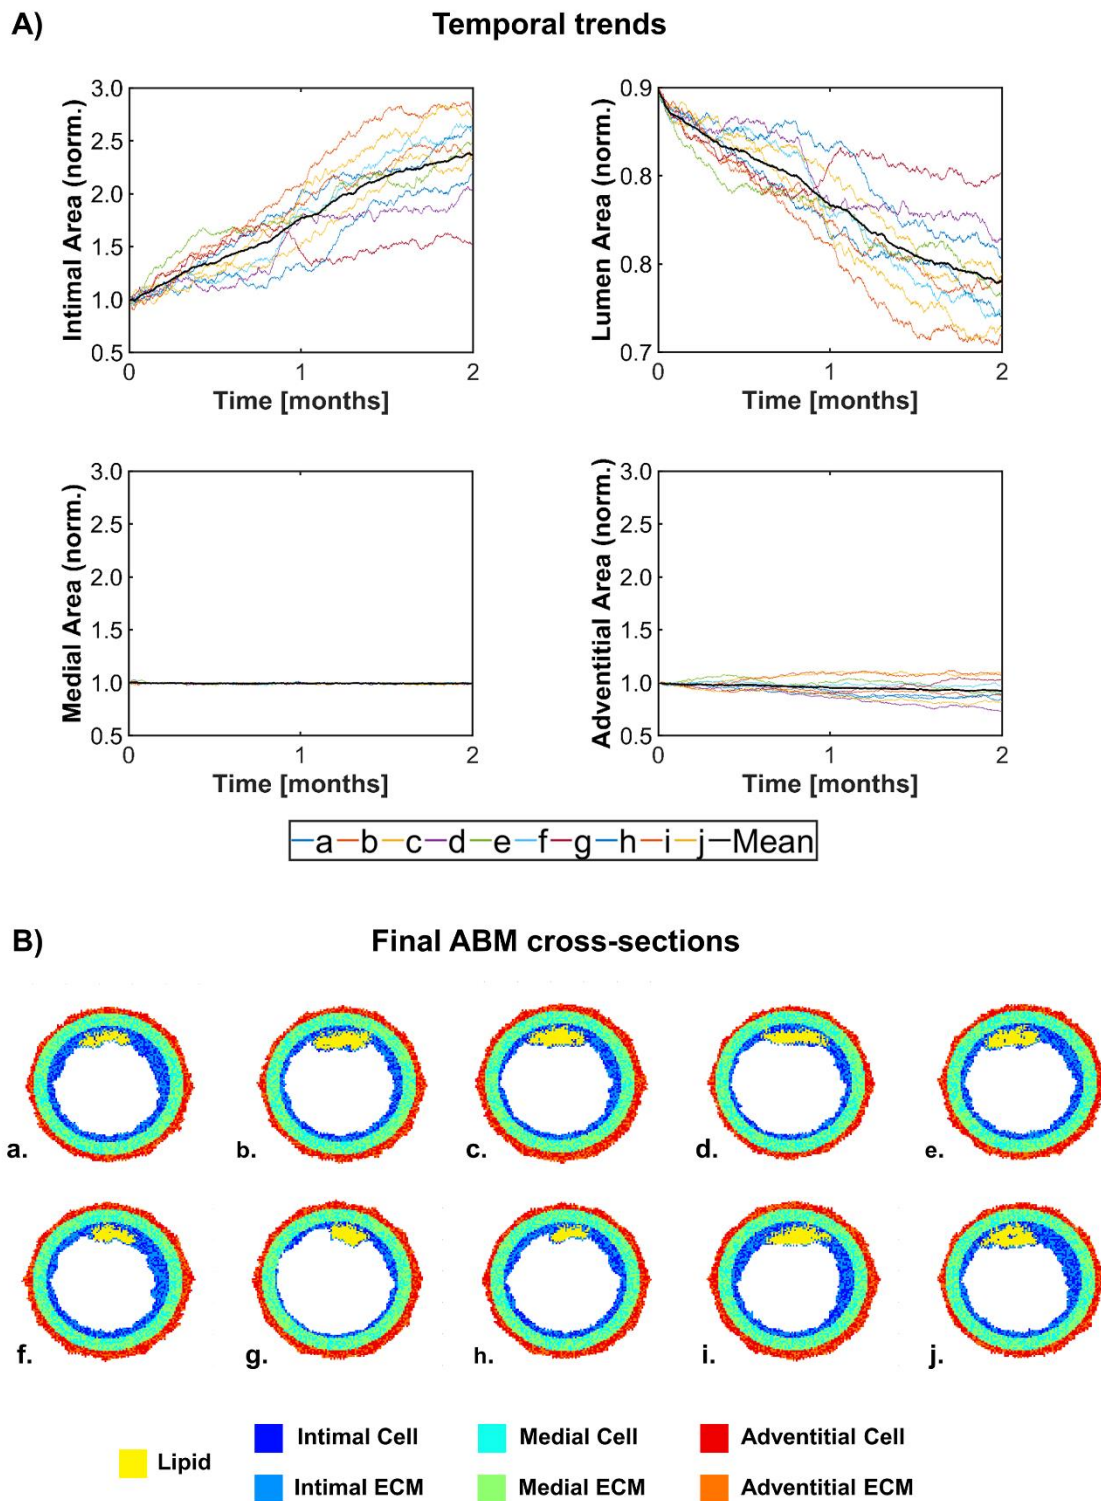 A)
Temporal trends
3.0
2.5
2.0
1.5
1.0
0.5
Intimal Area (norm.)
0
1
2
Time [months]
0.9
0.8
0.8
0.7
Lumen Area (norm.)
0
1
2
Time [months]
3.0
2.5
2.0
1.5
1.0
0.5
Medial Area (norm.)
0
1
2
Time [months]
3.0
2.5
2.0
1.5
1.0
0.5
Adventitial Area (norm.)
0
1
2
Time [months]
a b c d e f g h i j Mean
B)
Final ABM cross-sections
a. b. c. d. e.
f. g. h. i. j.
Lipid
Intimal Cell
Medial Cell
Adventitial Cell
Intimal ECM
Medial ECM
Adventitial ECM